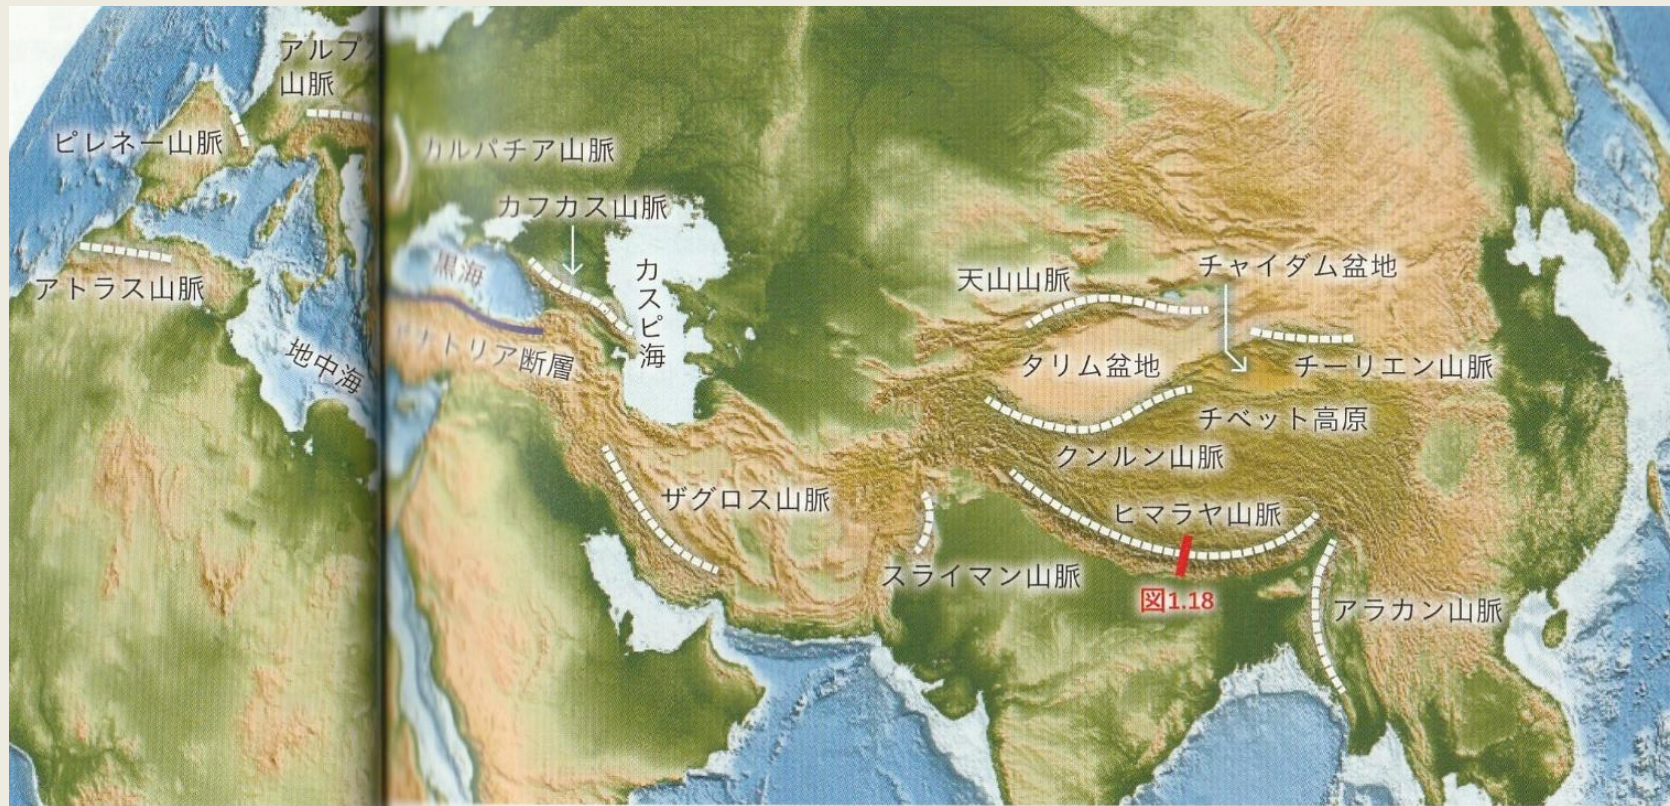 アルプ
山脈
ピレネー山脈
カルパチア山脈
カフカス山脈
黒海
カスピ海
アトラス山脈
ナトリア断層
地中海
天山山脈
チャイダム盆地
タリム盆地
チーリエン山脈
チベット高原
クンルン山脈
ザグロス山脈
ヒマラヤ山脈
スライマン山脈
図1.18
アラカン山脈